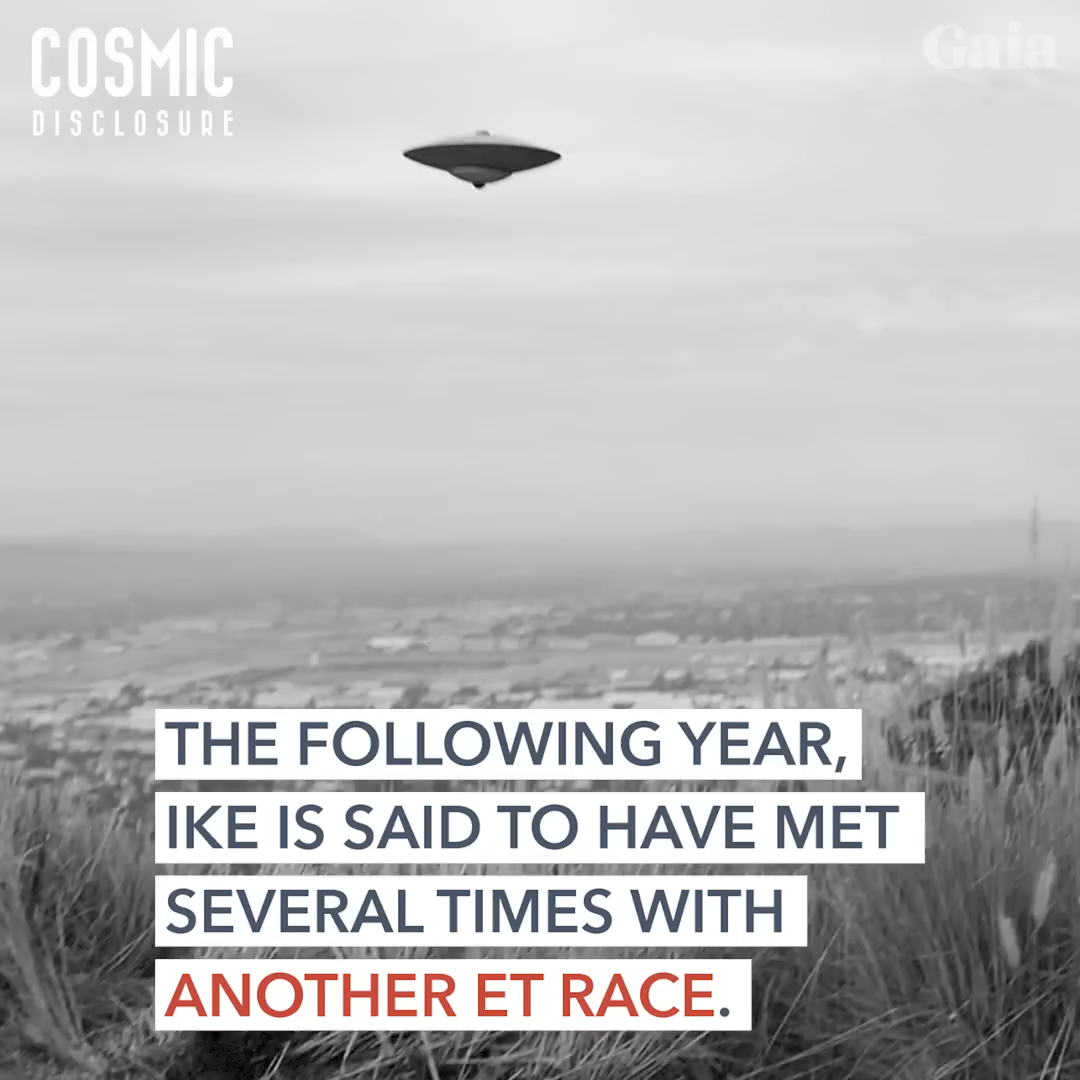 COSMIC
DISCLOSURE
Gaia
THE FOLLOWING YEAR,
IKE IS SAID TO HAVE MET
SEVERAL TIMES WITH
ANOTHER ET RACE.